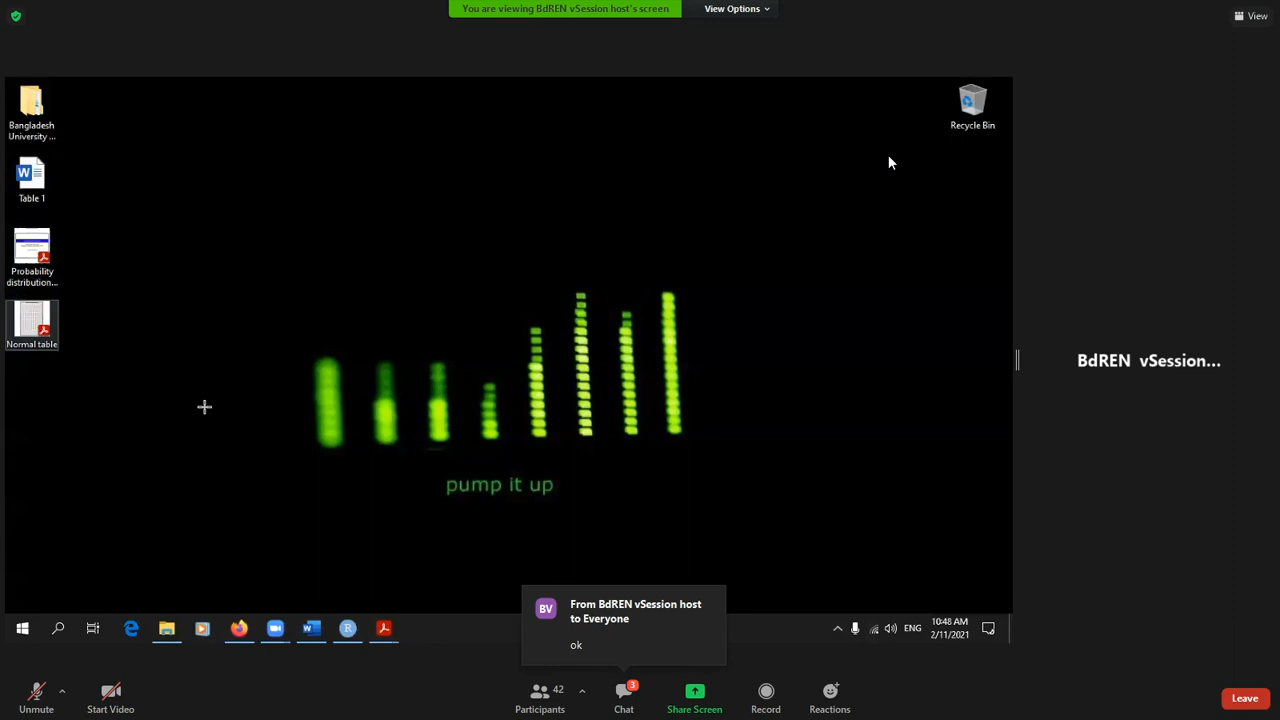 You are viewing BdREN vSession host's screen
View Options
View
Bangladesh
University ...
Table 1
Probability
distribution...
Normal table
Recycle Bin
pump it up
BdREN vSession...
BV
From BdREN vSession host
to Everyone
ok
ENG
10:48 AM
2/11/2021
Unmute
Start Video
42
Participants
3
Chat
Share Screen
Record
Reactions
Leave